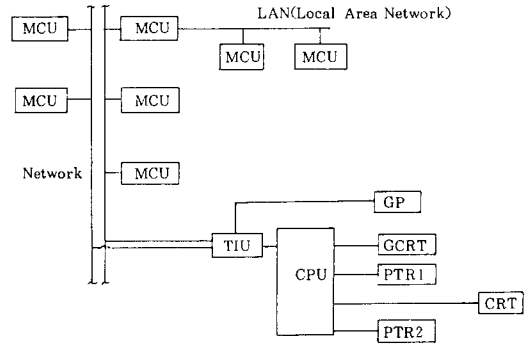 LAN(Local Area Network)
MCU
MCU
MCU
MCU
MCU
MCU
Network
MCU
GP
TIU
GCRT
CPU
PTR1
CRT
PTR2